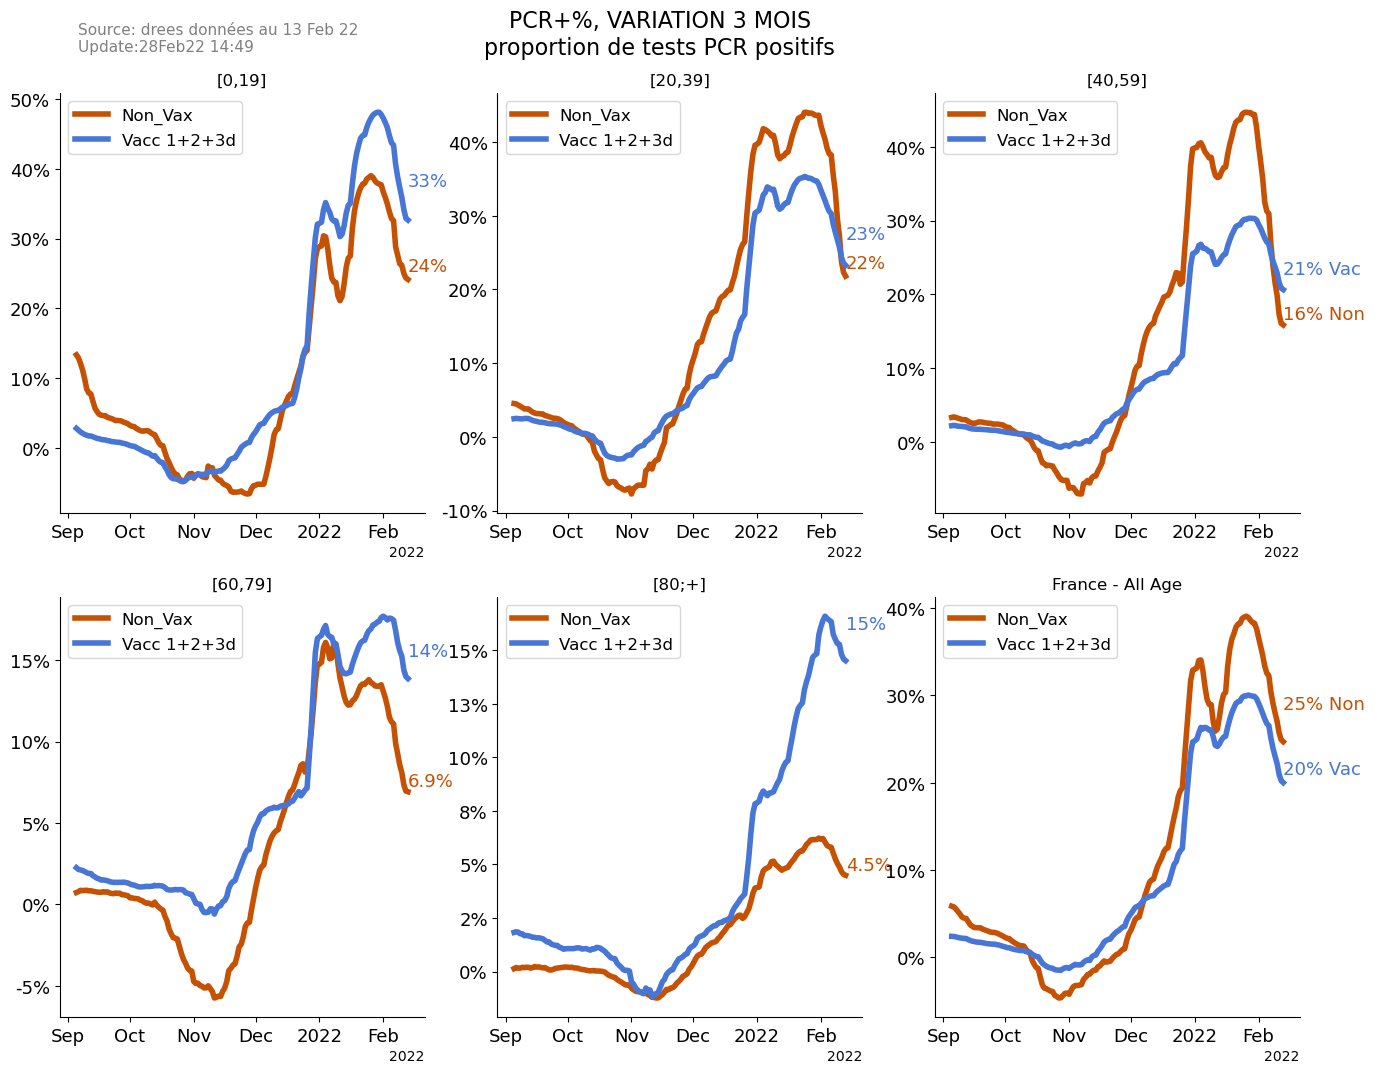 Source: drees données au 13 Feb 22
Update:28Feb22 14:49
PCR+%, VARIATION 3 MOIS
proportion de tests PCR positifs
[0,19]
50%
40%
30%
20%
10%
0%
Non_Vax
Vacc 1+2+3d
33%
24%
Sep Oct Nov Dec 2022 Feb
2022
[20,39]
40%
30%
20%
10%
0%
-10%
Non_Vax
Vacc 1+2+3d
23%
22%
Sep Oct Nov Dec 2022 Feb
2022
[40,59]
40%
30%
20%
10%
0%
Non_Vax
Vacc 1+2+3d
21% Vac
16% Non
Sep Oct Nov Dec 2022 Feb
2022
[60,79]
15%
10%
5%
0%
-5%
Non_Vax
Vacc 1+2+3d
14%
6.9%
Sep Oct Nov Dec 2022 Feb
2022
[80;+]
15%
13%
10%
8%
5%
2%
0%
Non_Vax
Vacc 1+2+3d
15%
4.5%
Sep Oct Nov Dec 2022 Feb
2022
France - All Age
40%
30%
20%
10%
0%
Non_Vax
Vacc 1+2+3d
25% Non
20% Vac
Sep Oct Nov Dec 2022 Feb
2022